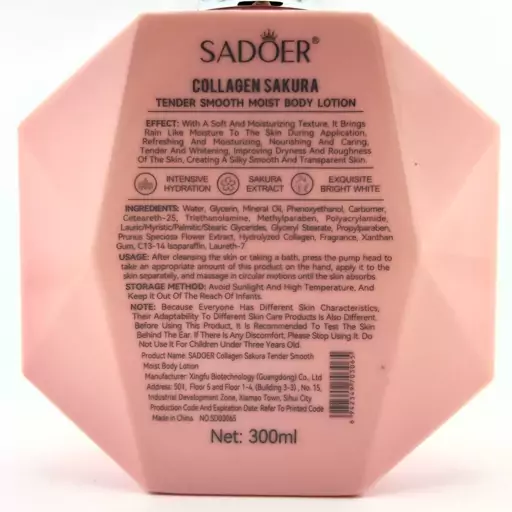 SADOER®
COLLAGEN SAKURA
TENDER SMOOTH MOIST BODY LOTION
EFFECT: With A Soft And Moisturizing Texture, It Brings
Rain Like Moisture To The Skin During Application,
Refreshing And Moisturizing, Nourishing And Caring,
Tender And Whitening, Improving Dryness And Roughness
Of The Skin, Creating A Silky Smooth And Transparent Skin.
INTENSIVE HYDRATION
SAKURA EXTRACT
EXQUISITE BRIGHT WHITE
INGREDIENTS: Water, Glycerin, Mineral Oil, Phenoxyethanol, Carbomer,
Ceteareth-25, Triethanolamine, Methylparaben, Polyacrylamide,
Lauric/Myristic/Palmitic/Stearic Glycerides, Glyceryl Stearate, Propylparaben,
Prunus Speciosa Flower Extract, Hydrolyzed Collagen, Fragrance, Xanthan
Gum, C13-14 Isoparaffin, Laureth-7
USAGE: After cleansing the skin or taking a bath, press the pump head to
take an appropriate amount of this product on the hand, apply it to the
skin separately, and massage in circular motions until the skin absorbs.
STORAGE METHOD: Avoid Sunlight And High Temperature, And
Keep It Out Of The Reach Of Infants.
NOTE: Because Everyone Has Different Skin Characteristics,
Their Adaptability To Different Skin Care Products Is Also Different.
Before Using This Product, It Is Recommended To Test The Skin
Behind The Ear. If There Is Any Discomfort, Please Stop Using It. Do
Not Use It For Children Under Three Years Old.
Product Name: SADOER Collagen Sakura Tender Smooth
Moist Body Lotion
Manufacturer: Xingfu Biotechnology (Guangdong) Co., Ltd
Address: 501, Floor 5 and Floor 1-4 (Building 3-3), No. 15,
Industrial Development Zone, Xiamao Town, Sihui City
Production Code And Expiration Date: Refer To Printed Code
Made in China NO.SD03065
Net: 300ml